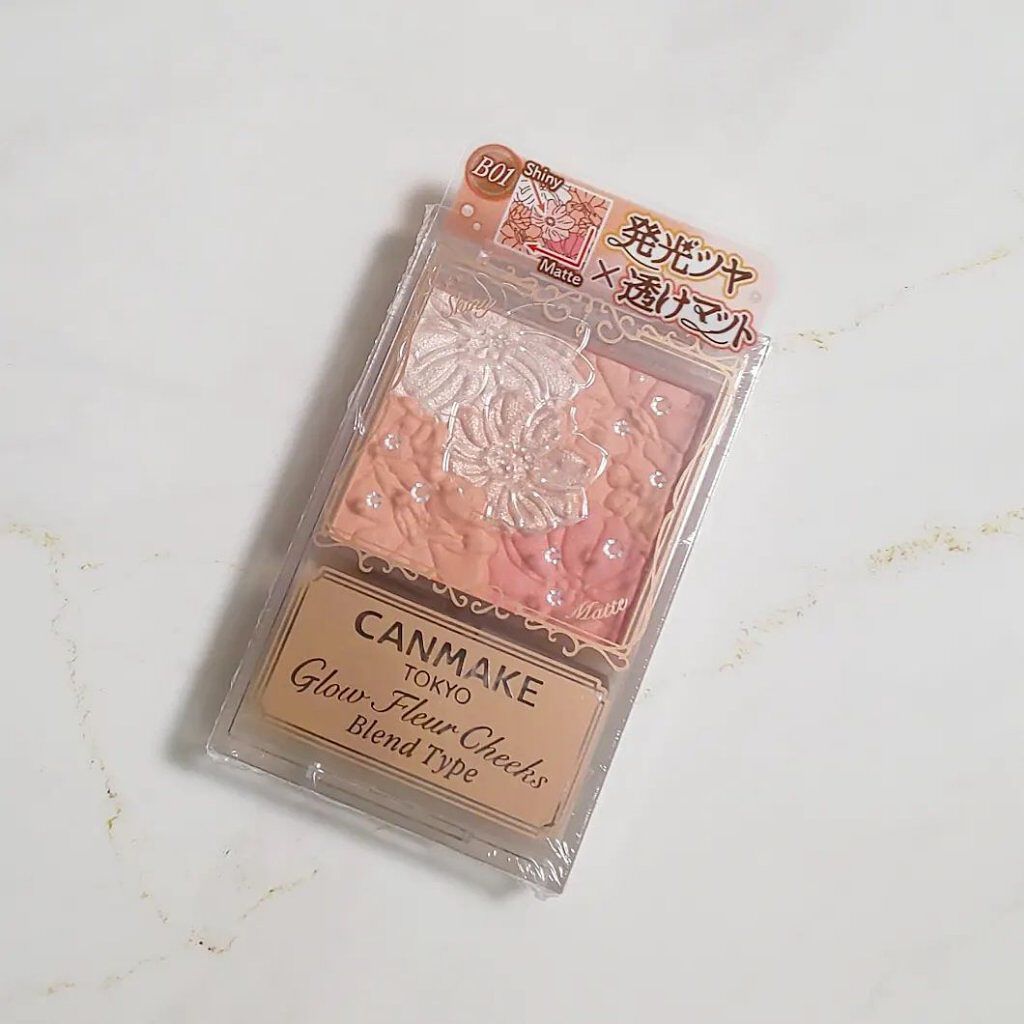 B01
Shiny
Matte
発光ツヤ
×透けマット
Shiny
Matte
CANMAKE
TOKYO
Glow Fleur Cheeks
Blend Type